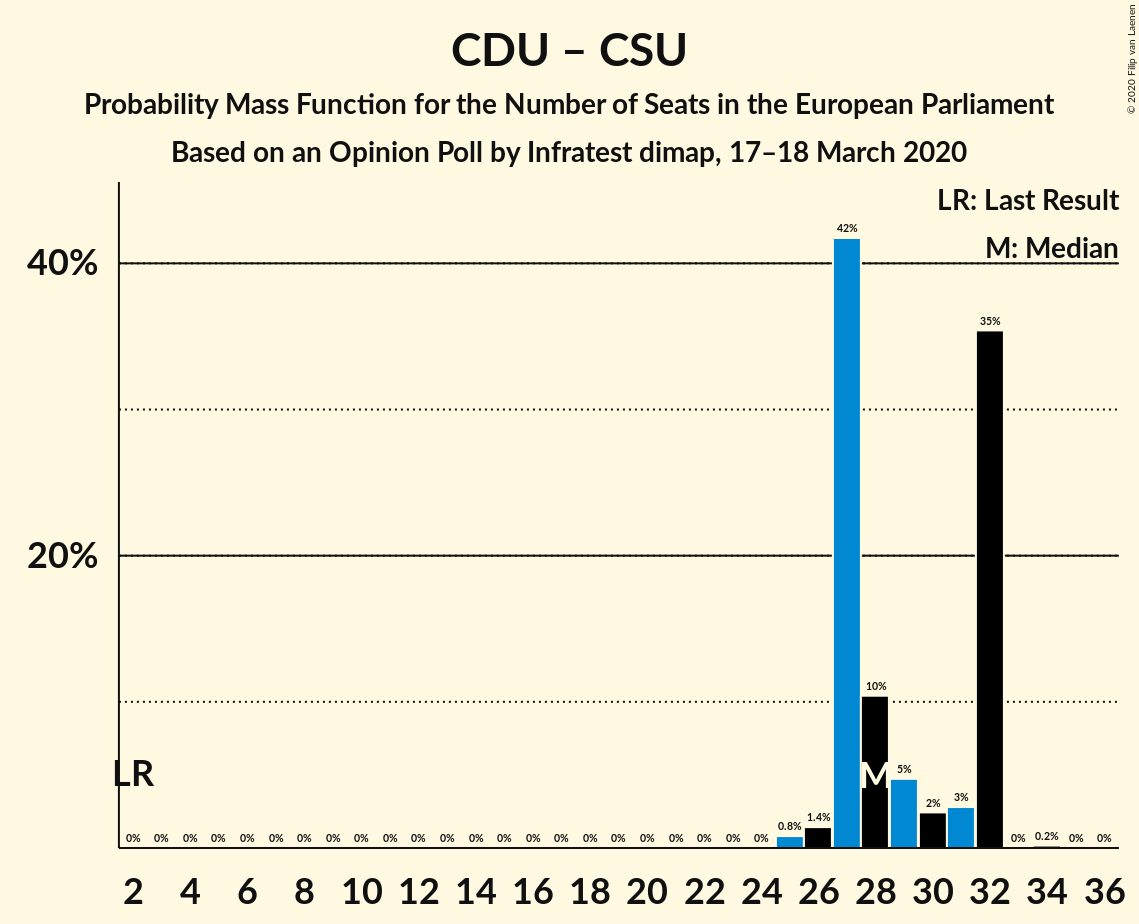 CDU – CSU
Probability Mass Function for the Number of Seats in the European Parliament
Based on an Opinion Poll by Infratest dimap, 17–18 March 2020
© 2020 Filip van Laenen
LR: Last Result
M: Median
40%
20%
42%
35%
10%
5%
2%
3%
0.8%
1.4%
LR
M
0% 0% 0% 0% 0% 0% 0% 0% 0% 0% 0% 0% 0% 0% 0% 0% 0% 0% 0% 0% 0% 0% 0% 0% 0.2% 0% 0%
2 4 6 8 10 12 14 16 18 20 22 24 26 28 30 32 34 36